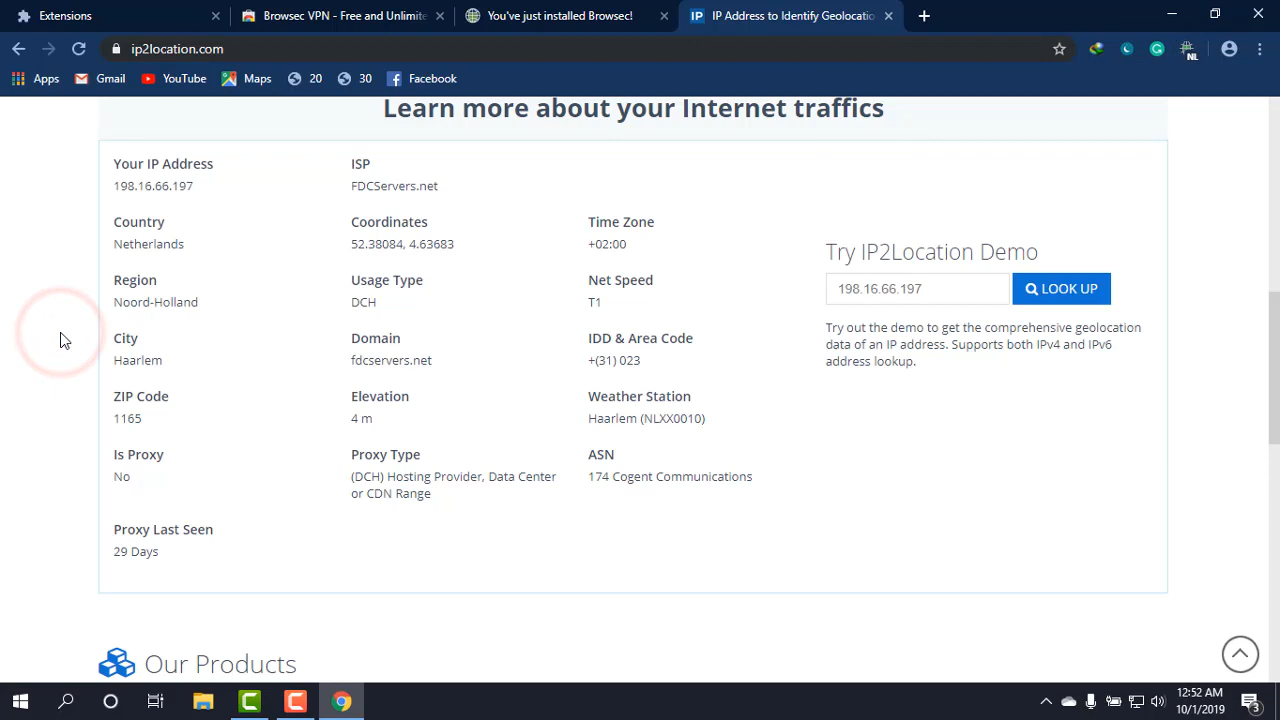 Extensions
Browsec VPN - Free and Unlimite
You've just installed Browsec!
IP Address to Identify Geolocatio
ip2location.com
NL
Apps
Gmail
YouTube
Maps
20
30
Facebook
Learn more about your Internet traffics
Your IP Address
198.16.66.197
ISP
FDCServers.net
Country
Netherlands
Coordinates
52.38084, 4.63683
Time Zone
+02:00
Region
Noord-Holland
Usage Type
DCH
Net Speed
T1
City
Haarlem
Domain
fdcservers.net
IDD & Area Code
+(31) 023
ZIP Code
1165
Elevation
4 m
Weather Station
Haarlem (NLXX0010)
Is Proxy
No
Proxy Type
(DCH) Hosting Provider, Data Center
or CDN Range
ASN
174 Cogent Communications
Proxy Last Seen
29 Days
Try IP2Location Demo
198.16.66.197
LOOK UP
Try out the demo to get the comprehensive geolocation
data of an IP address. Supports both IPv4 and IPv6
address lookup.
Our Products
12:52 AM
10/1/2019
3